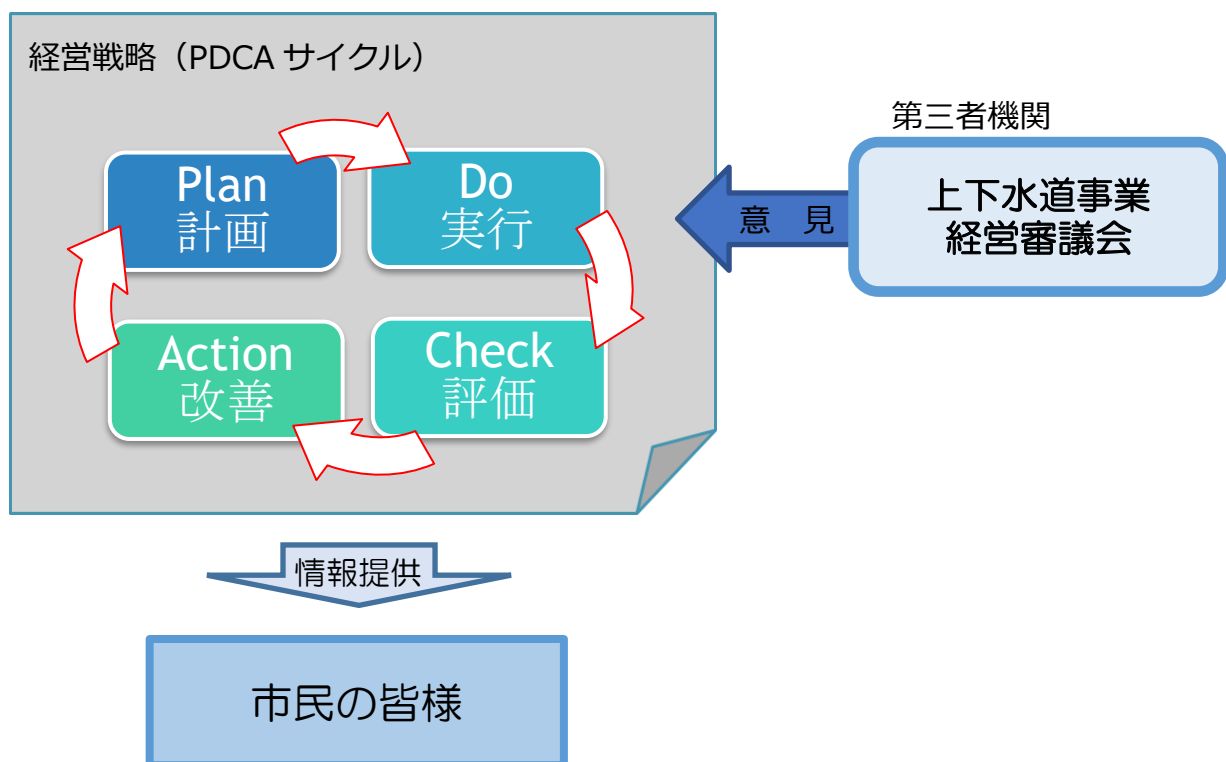 経営戦略（PDCA サイクル）
Plan
計画
Do
実行
Action
改善
Check
評価
第三者機関
上下水道事業
経営審議会
意　見
情報提供
市民の皆様